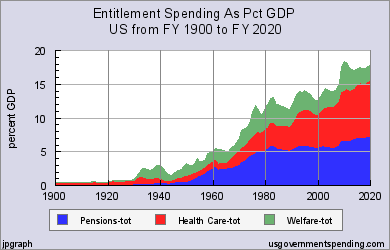 Entitlement Spending As Pct GDP
US from FY 1900 to FY 2020
percent GDP
20
15
10
5
0
1900 1920 1940 1960 1980 2000 2020
Pensions-tot Health Care-tot Welfare-tot
jpgraph usgovernmentspending.com